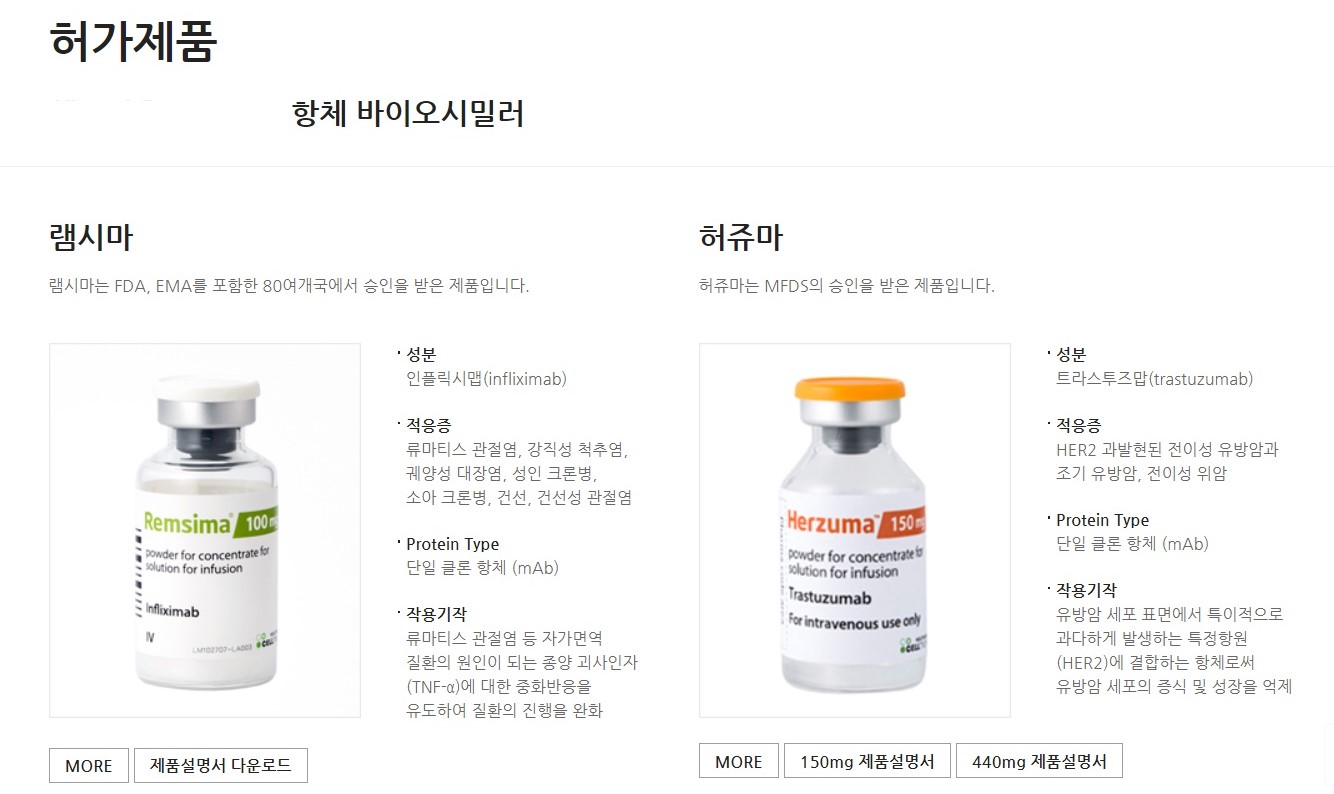 허가제품
항체 바이오시밀러
램시마
램시마는 FDA, EMA를 포함한 80여개국에서 승인을 받은 제품입니다.
Remsima® 100 mg
powder for concentrate for
solution for infusion
Infliximab
IV
LM102707-LA003
CELL
· 성분
인플릭시맵(infliximab)
· 적응증
류마티스 관절염, 강직성 척추염,
궤양성 대장염, 성인 크론병,
소아 크론병, 건선, 건선성 관절염
· Protein Type
단일 클론 항체 (mAb)
· 작용기작
류마티스 관절염 등 자가면역
질환의 원인이 되는 종양 괴사인자
(TNF-α)에 대한 중화반응을
유도하여 질환의 진행을 완화
MORE
제품설명서 다운로드
허쥬마
허쥬마는 MFDS의 승인을 받은 제품입니다.
Herzuma™ 150 mg
powder for concentrate for
solution for infusion
Trastuzumab
For intravenous use only
CELL
· 성분
트라스투즈맙(trastuzumab)
· 적응증
HER2 과발현된 전이성 유방암과
조기 유방암, 전이성 위암
· Protein Type
단일 클론 항체 (mAb)
· 작용기작
유방암 세포 표면에서 특이적으로
과다하게 발생하는 특정항원
(HER2)에 결합하는 항체로써
유방암 세포의 증식 및 성장을 억제
MORE
150mg 제품설명서
440mg 제품설명서